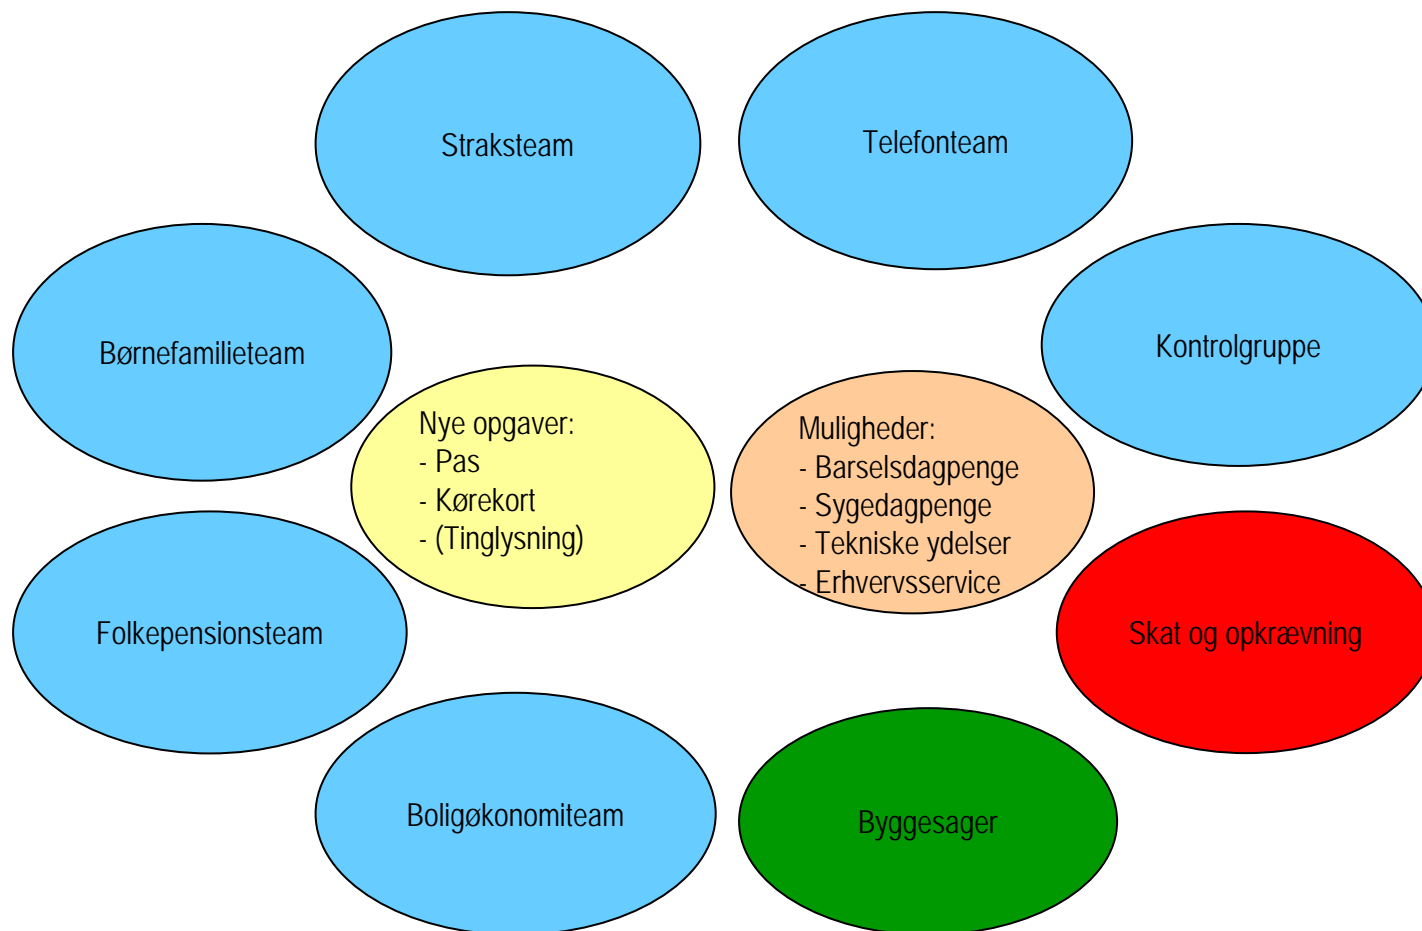 Straksteam
Telefonteam
Børnefamilieteam
Kontrolgruppe
Nye opgaver:
- Pas
- Kørekort
- (Tinglysning)
Muligheder:
- Barselsdagpenge
- Sygedagpenge
- Tekniske ydelser
- Erhvervsservice
Folkepensionsteam
Skat og opkrævning
Boligøkonomiteam
Byggesager